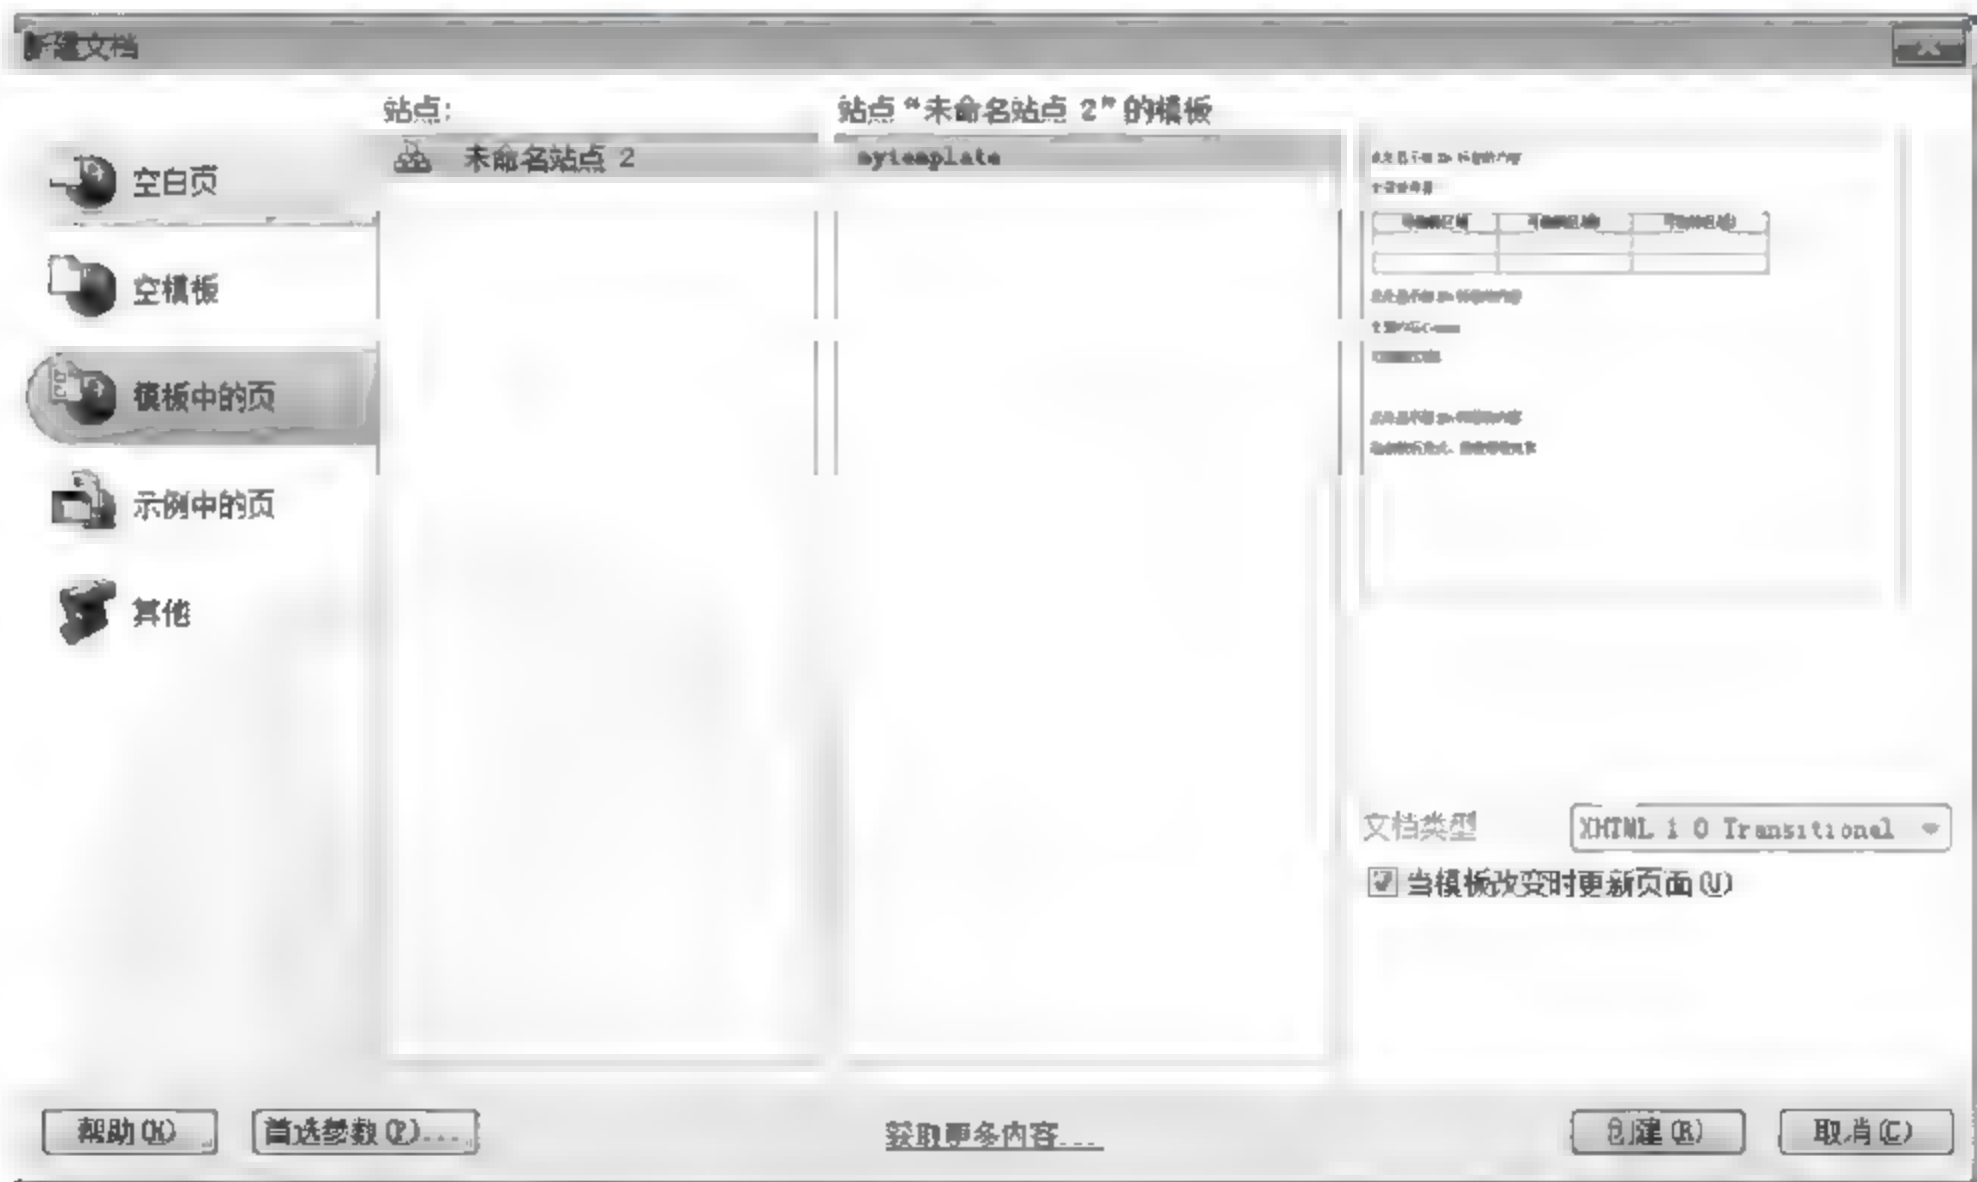 新建文档
站点:
站点“未命名站点 2”的模板
空白页
空模板
模板中的页
示例中的页
其他
未命名站点 2
mytemplate
文档类型
XHTML 1 0 Transitional
当模板改变时更新页面(U)
帮助(H)
首选参数(P)...
获取更多内容...
创建(R)
取消(C)